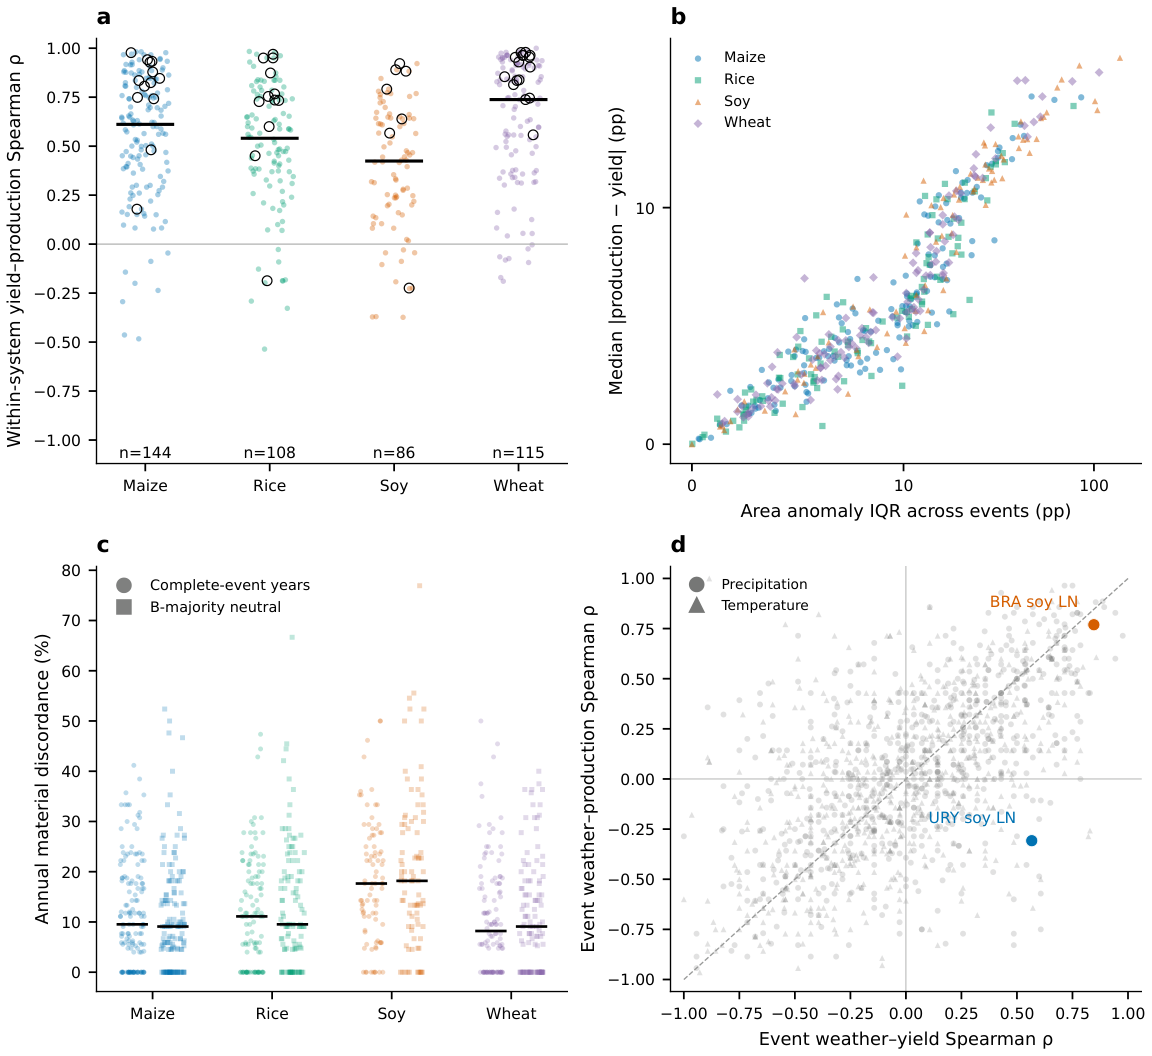 a
Within-system yield–production Spearman ρ
1.00
0.75
0.50
0.25
0.00
−0.25
−0.50
−0.75
−1.00
n=144
n=108
n=86
n=115
Maize
Rice
Soy
Wheat
b
Median |production − yield| (pp)
Maize
Rice
Soy
Wheat
10
0
0
10
100
Area anomaly IQR across events (pp)
c
Annual material discordance (%)
Complete-event years
B-majority neutral
80
70
60
50
40
30
20
10
0
Maize
Rice
Soy
Wheat
d
Event weather–production Spearman ρ
Precipitation
Temperature
BRA soy LN
URY soy LN
1.00
0.75
0.50
0.25
0.00
−0.25
−0.50
−0.75
−1.00
−1.00
−0.75
−0.50
−0.25
0.00
0.25
0.50
0.75
1.00
Event weather–yield Spearman ρ